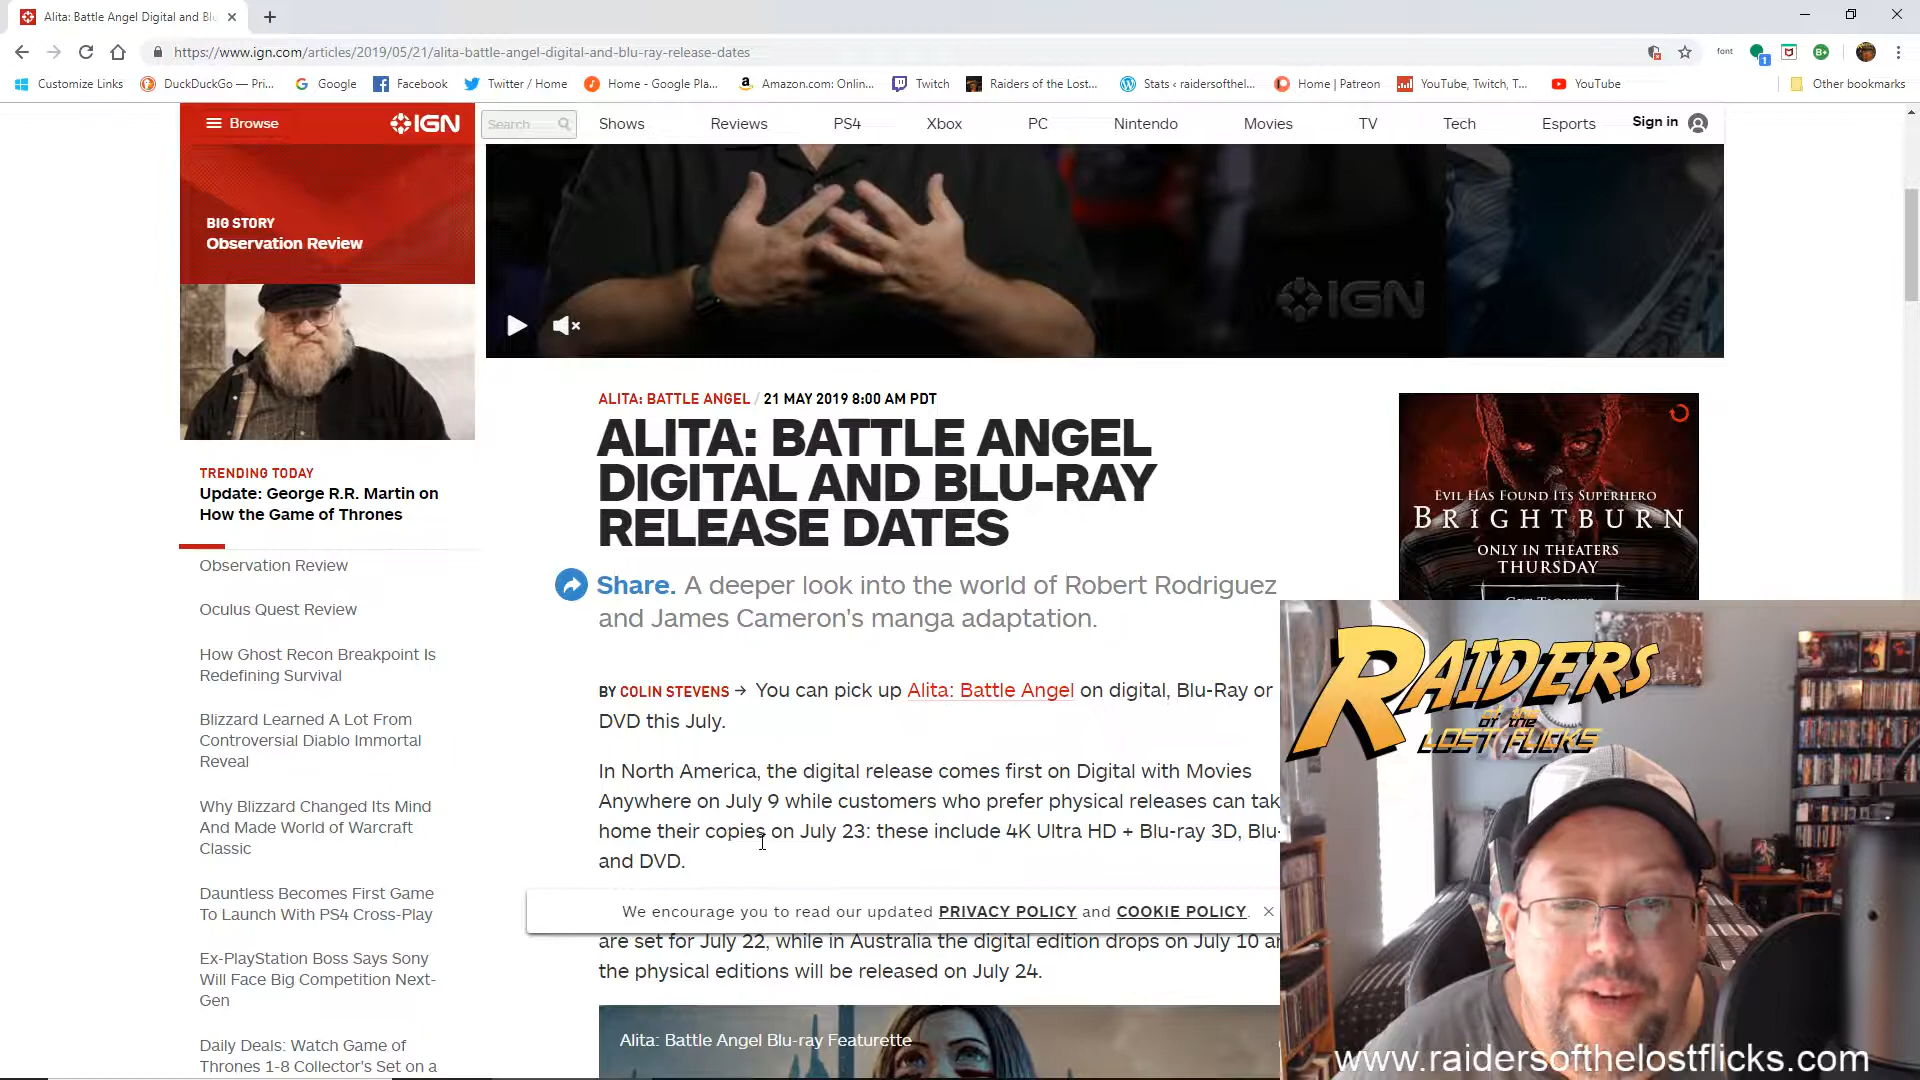 Alita: Battle Angel Digital and Bl
https://www.ign.com/articles/2019/05/21/alita-battle-angel-digital-and-blu-ray-release-dates
font
1
B+
Customize Links
DuckDuckGo — Pri...
Google
Facebook
Twitter / Home
Home - Google Pla...
Amazon.com: Onlin...
Twitch
Raiders of the Lost...
Stats ‹ raidersofthel...
Home | Patreon
YouTube, Twitch, T...
YouTube
Other bookmarks
Browse
IGN
Search
Shows
Reviews
PS4
Xbox
PC
Nintendo
Movies
TV
Tech
Esports
Sign in
BIG STORY
Observation Review
IGN
TRENDING TODAY
Update: George R.R. Martin on
How the Game of Thrones
Observation Review
Oculus Quest Review
How Ghost Recon Breakpoint Is
Redefining Survival
Blizzard Learned A Lot From
Controversial Diablo Immortal
Reveal
Why Blizzard Changed Its Mind
And Made World of Warcraft
Classic
Dauntless Becomes First Game
To Launch With PS4 Cross-Play
Ex-PlayStation Boss Says Sony
Will Face Big Competition Next-
Gen
Daily Deals: Watch Game of
Thrones 1-8 Collector's Set on a
ALITA: BATTLE ANGEL / 21 MAY 2019 8:00 AM PDT
ALITA: BATTLE ANGEL
DIGITAL AND BLU-RAY
RELEASE DATES
Share. A deeper look into the world of Robert Rodriguez
and James Cameron's manga adaptation.
BY COLIN STEVENS → You can pick up Alita: Battle Angel on digital, Blu-Ray or
DVD this July.
In North America, the digital release comes first on Digital with Movies
Anywhere on July 9 while customers who prefer physical releases can tak
home their copies on July 23: these include 4K Ultra HD + Blu-ray 3D, Blu-
and DVD.
We encourage you to read our updated PRIVACY POLICY and COOKIE POLICY.
are set for July 22, while in Australia the digital edition drops on July 10 a
the physical editions will be released on July 24.
Alita: Battle Angel Blu-ray Featurette
EVIL HAS FOUND ITS SUPERHERO
BRIGHTBURN
ONLY IN THEATERS
THURSDAY
GET TICKETS
RAIDERS
of the
LOST FLICKS
www.raidersofthelostflicks.com